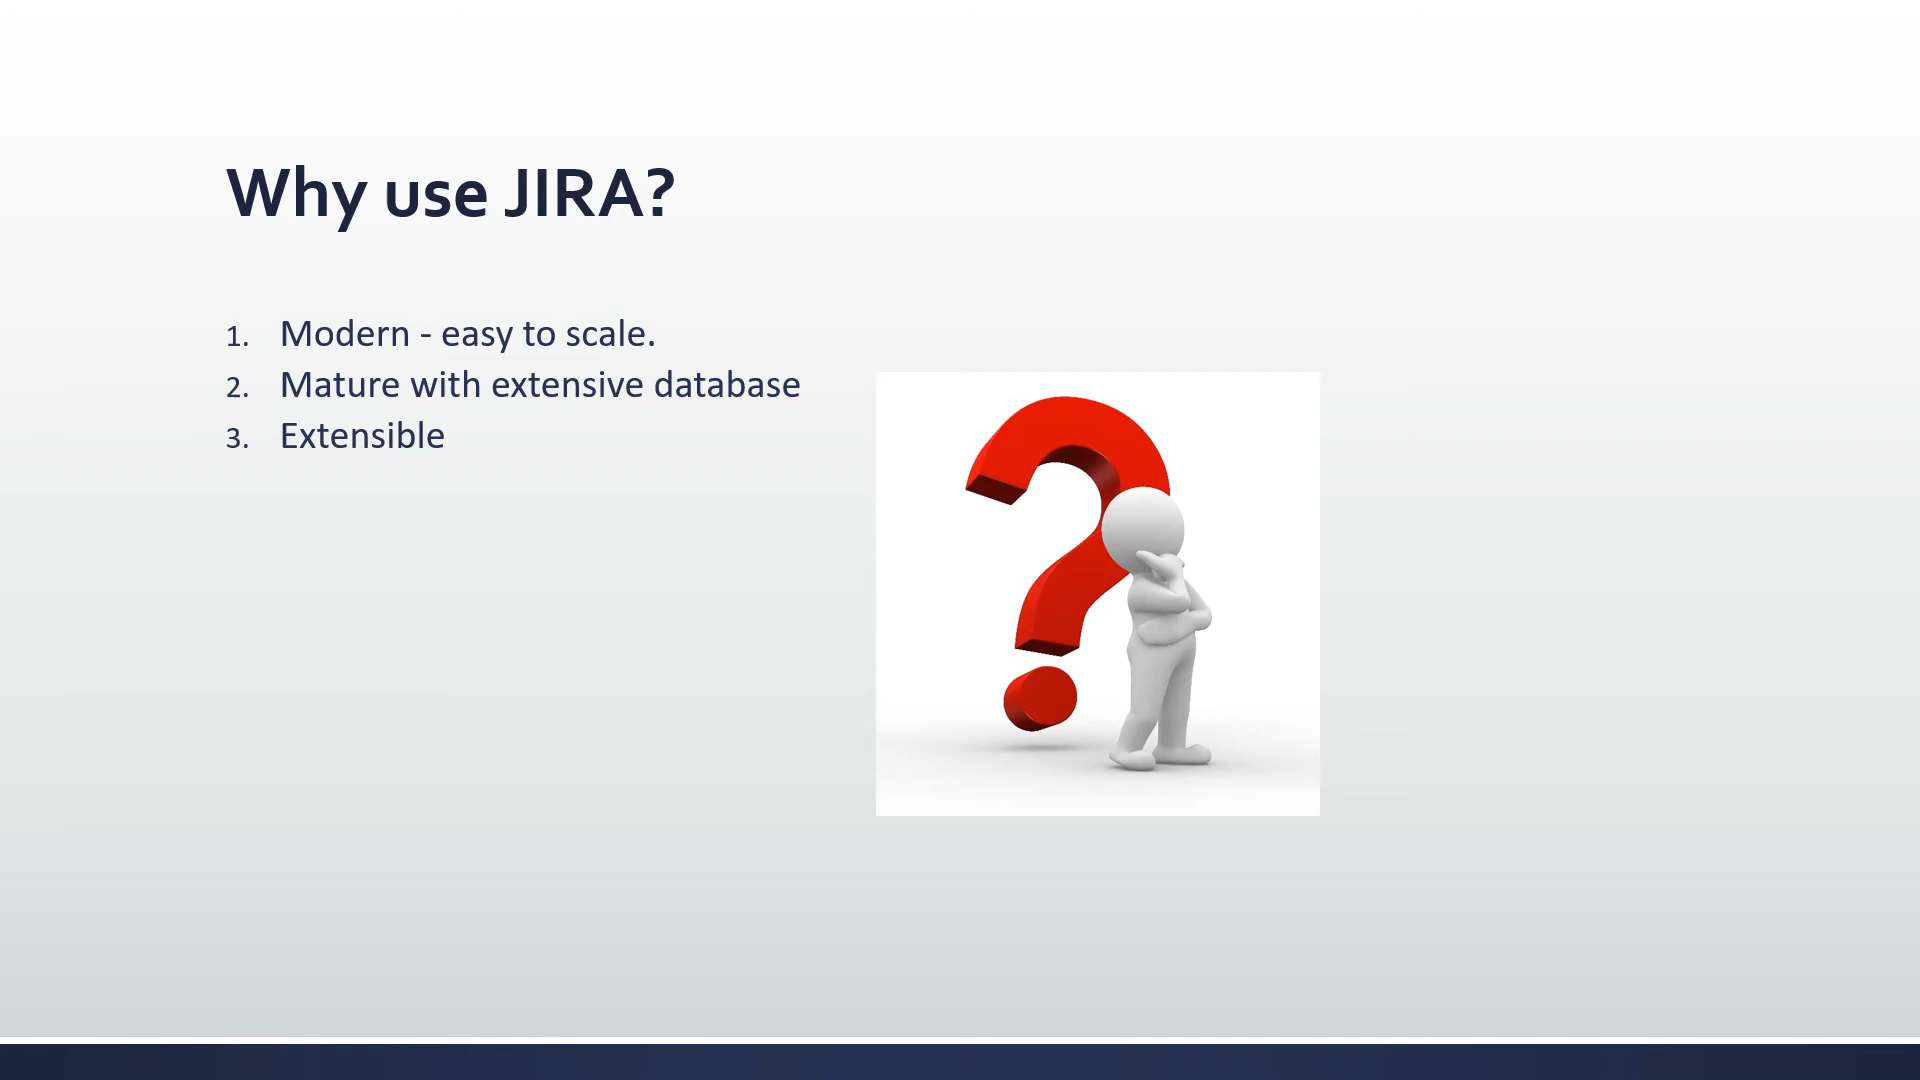 Why use JIRA?
1. Modern - easy to scale.
2. Mature with extensive database
3. Extensible